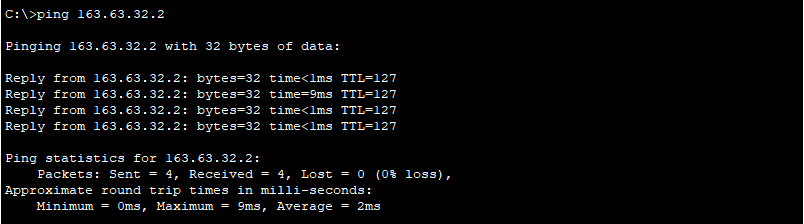 C:\>ping 163.63.32.2
Pinging 163.63.32.2 with 32 bytes of data:
Reply from 163.63.32.2: bytes=32 time<1ms TTL=127
Reply from 163.63.32.2: bytes=32 time=9ms TTL=127
Reply from 163.63.32.2: bytes=32 time<1ms TTL=127
Reply from 163.63.32.2: bytes=32 time<1ms TTL=127
Ping statistics for 163.63.32.2:
    Packets: Sent = 4, Received = 4, Lost = 0 (0% loss),
Approximate round trip times in milli-seconds:
    Minimum = 0ms, Maximum = 9ms, Average = 2ms